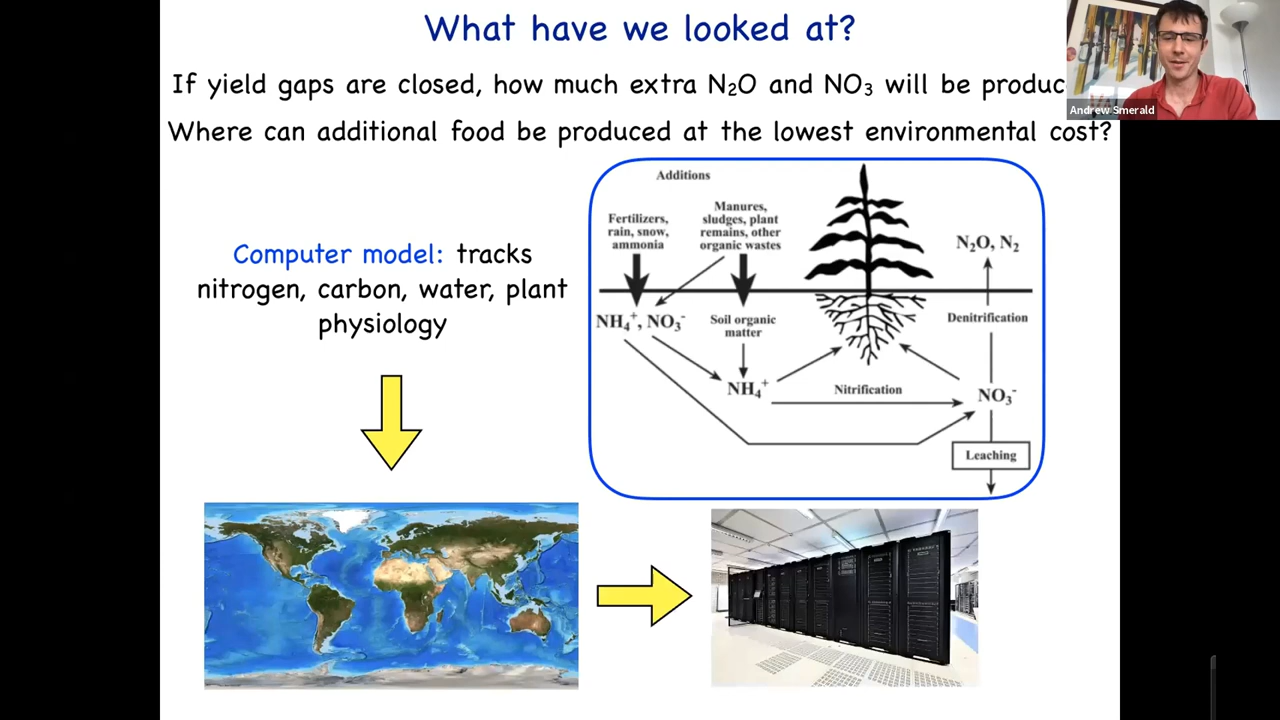 What have we looked at?
If yield gaps are closed, how much extra N₂O and NO₃ will be produc
Andrew Smerald
Where can additional food be produced at the lowest environmental cost?
Computer model: tracks
nitrogen, carbon, water, plant
physiology
Additions
Fertilizers,
rain, snow,
ammonia
Manures,
sludges, plant
remains, other
organic wastes
N₂O, N₂
NH₄⁺, NO₃⁻
Soil organic
matter
Denitrification
NH₄⁺
Nitrification
NO₃⁻
Leaching